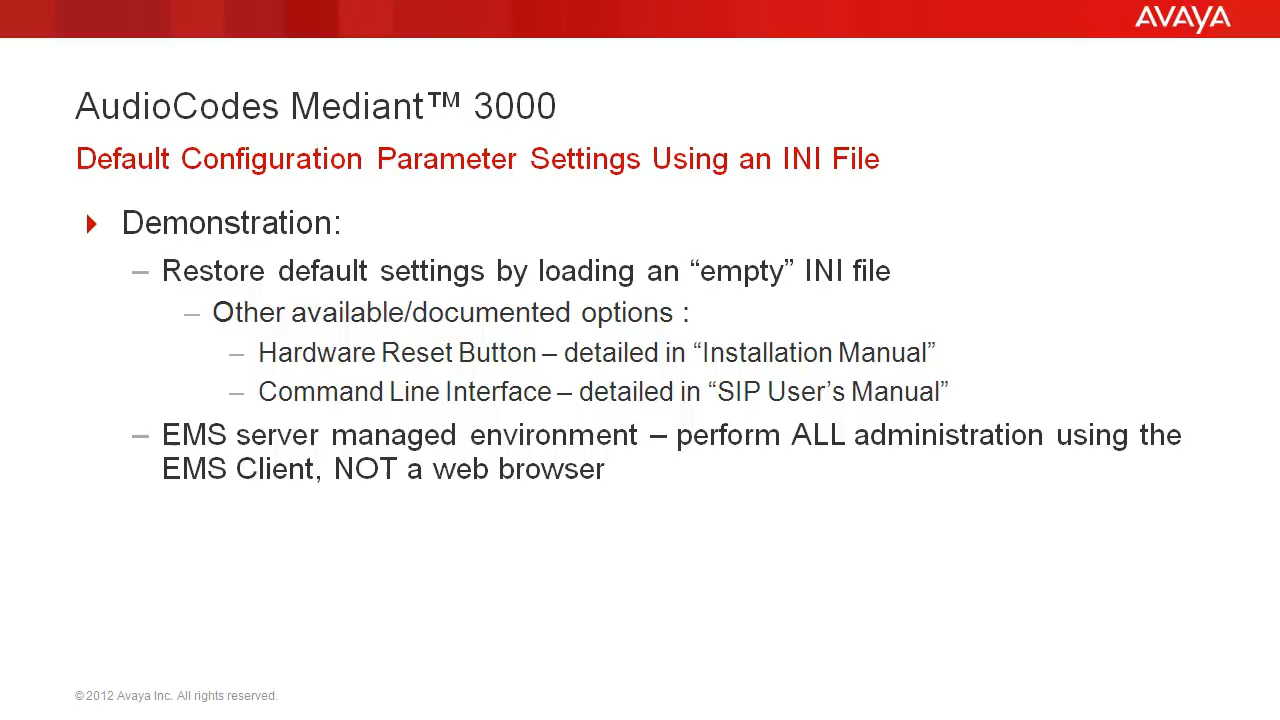 AVAYA
AudioCodes Mediant™ 3000
Default Configuration Parameter Settings Using an INI File
Demonstration:
– Restore default settings by loading an “empty” INI file
– Other available/documented options :
– Hardware Reset Button – detailed in “Installation Manual”
– Command Line Interface – detailed in “SIP User’s Manual”
– EMS server managed environment – perform ALL administration using the
EMS Client, NOT a web browser
© 2012 Avaya Inc. All rights reserved.